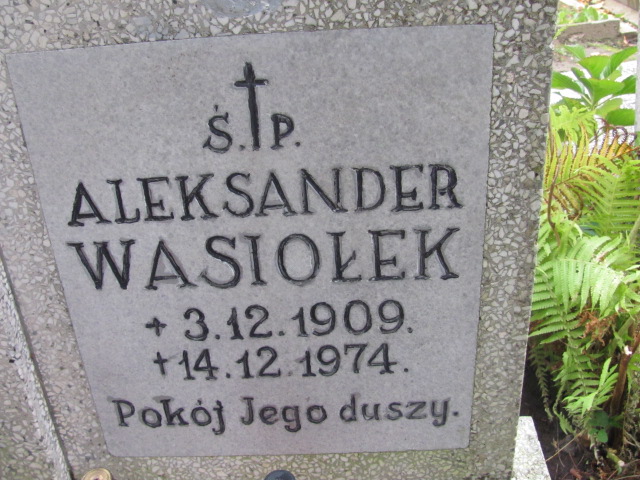 Ś.†P.
ALEKSANDER
WASIOŁEK
+ 3.12.1909.
+ 14.12.1974.
Pokój Jego duszy.